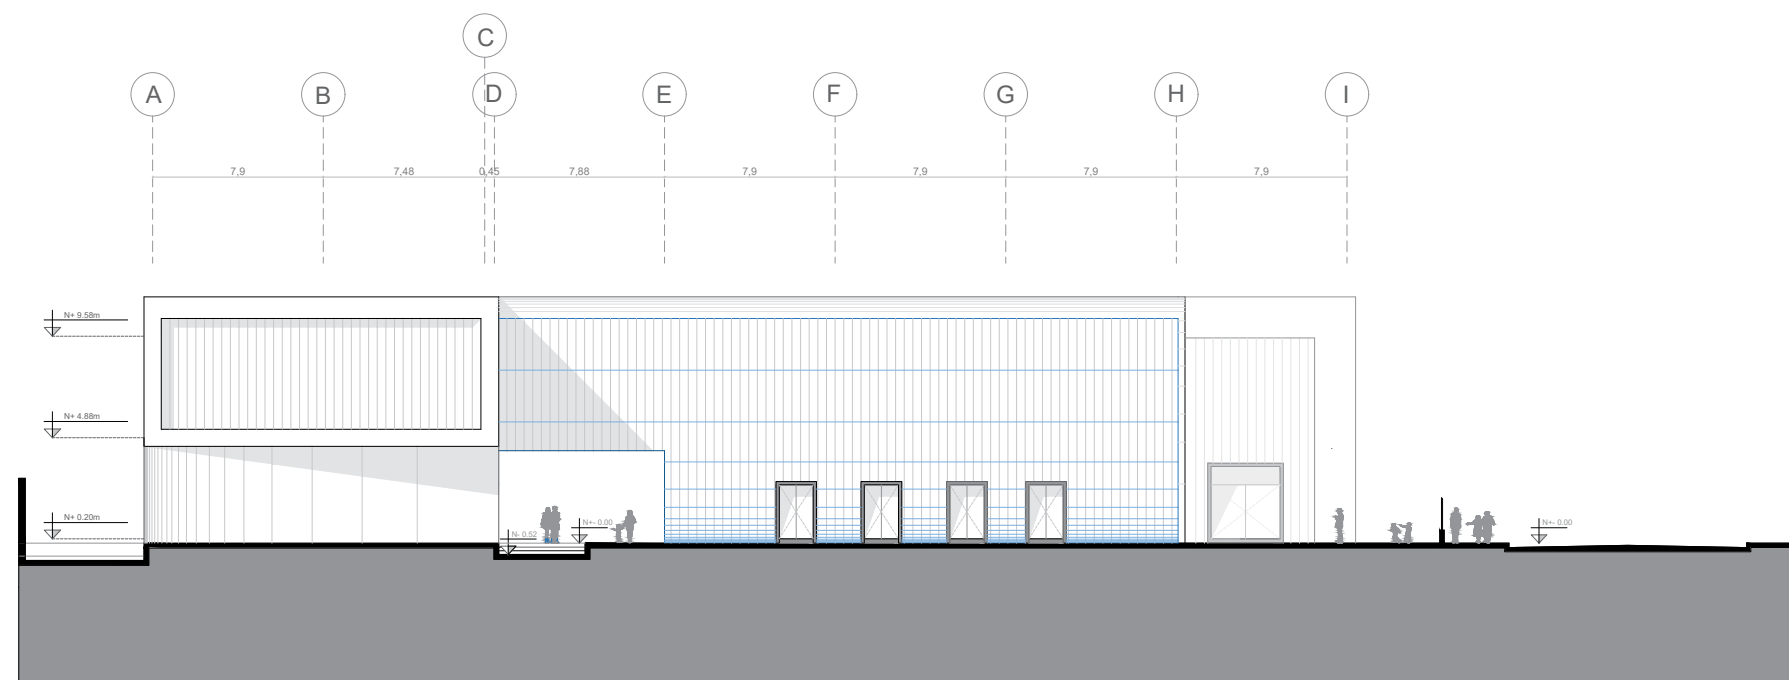 C
A B D E F G H I
7,9 7,48 0,45 7,88 7,9 7,9 7,9 7,9
N+ 9.58m
N+ 4.88m
N+ 0.20m
N+- 0.00
N+- 0.00
N- 0.52